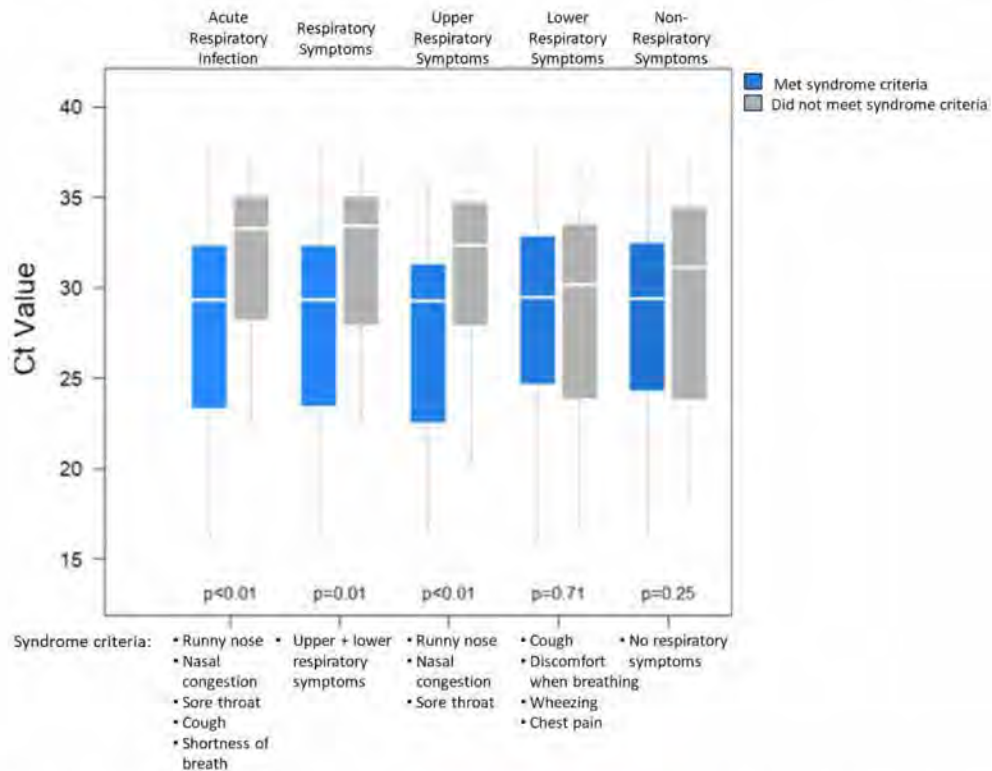 Acute
Respiratory
Infection
Respiratory
Symptoms
Upper
Respiratory
Symptoms
Lower
Respiratory
Symptoms
Non-
Respiratory
Symptoms
Met syndrome criteria
Did not meet syndrome criteria
Ct Value
40
35
30
25
20
15
p<0.01
p=0.01
p<0.01
p=0.71
p=0.25
Syndrome criteria:
• Runny nose
• Nasal
congestion
• Sore throat
• Cough
• Shortness of
breath
• Upper + lower
respiratory
symptoms
• Runny nose
• Nasal
congestion
• Sore throat
• Cough
• Discomfort
when breathing
• Wheezing
• Chest pain
• No respiratory
symptoms